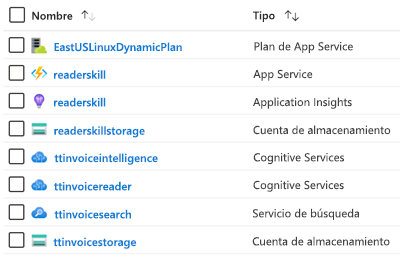 Nombre ↑↓ Tipo ↑↓
EastUSLinuxDynamicPlan Plan de App Service
readerskill App Service
readerskill Application Insights
readerskillstorage Cuenta de almacenamiento
ttinvoiceintelligence Cognitive Services
ttinvoicereader Cognitive Services
ttinvoicesearch Servicio de búsqueda
ttinvoicestorage Cuenta de almacenamiento